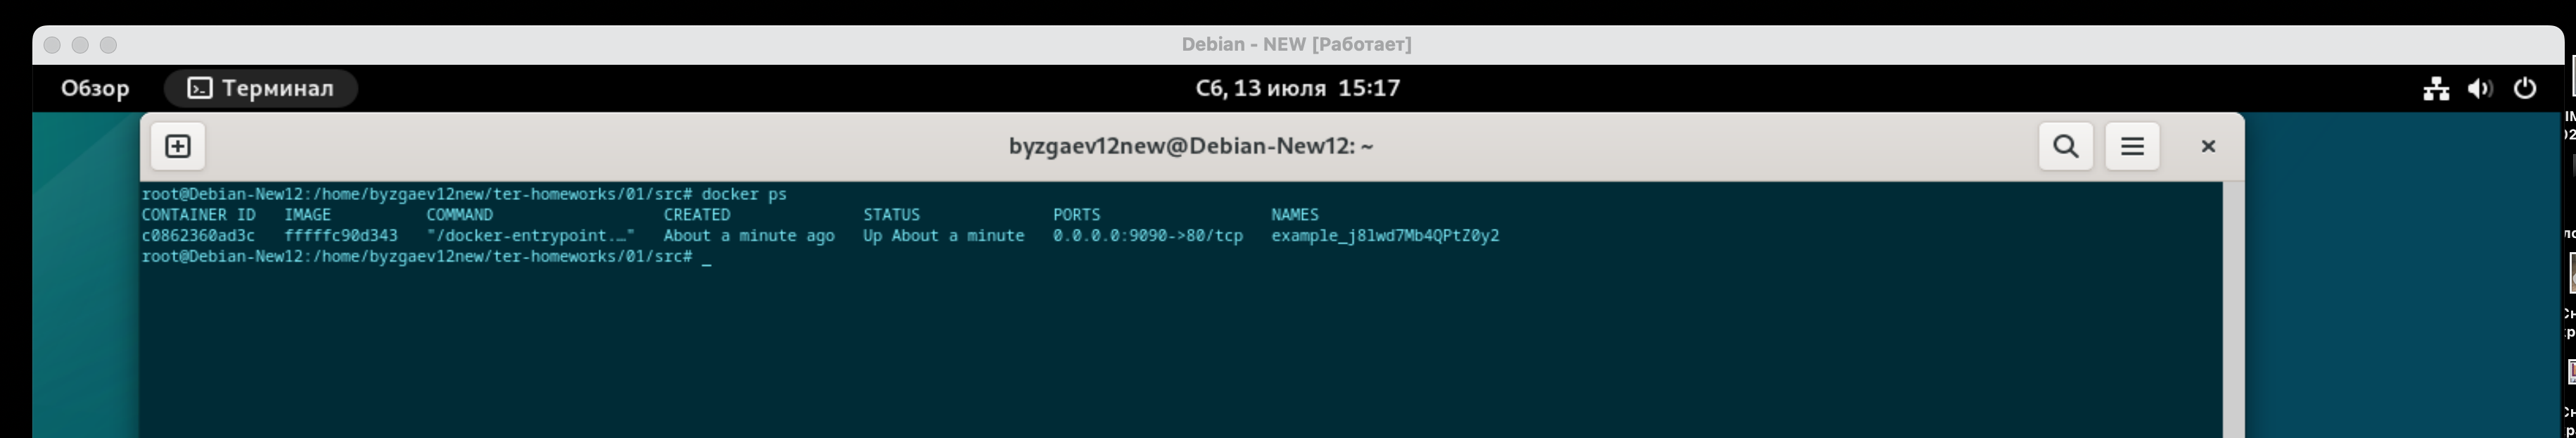 Debian - NEW [Работает]
Обзор Терминал Сб, 13 июля 15:17
byzgaev12new@Debian-New12: ~
root@Debian-New12:/home/byzgaev12new/ter-homeworks/01/src# docker ps
CONTAINER ID IMAGE COMMAND CREATED STATUS PORTS NAMES
c0862360ad3c fffffc90d343 "/docker-entrypoint.…" About a minute ago Up About a minute 0.0.0.0:9090->80/tcp example_j8lwd7Mb4QPtZ0y2
root@Debian-New12:/home/byzgaev12new/ter-homeworks/01/src# _